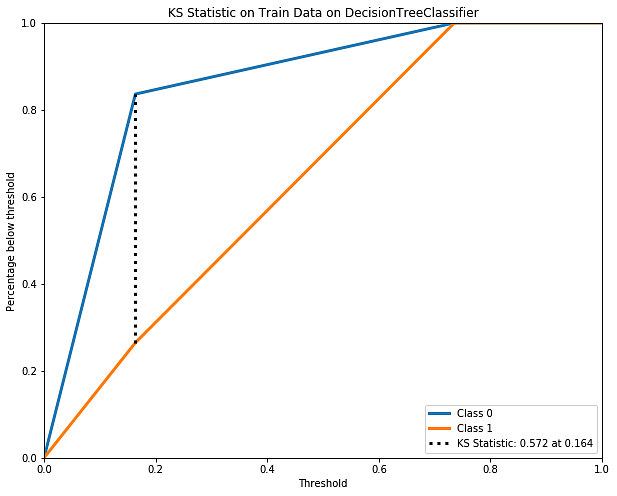 KS Statistic on Train Data on DecisionTreeClassifier
1.0
0.8
0.6
0.4
0.2
0.0
Percentage below threshold
0.0 0.2 0.4 0.6 0.8 1.0
Threshold
Class 0
Class 1
KS Statistic: 0.572 at 0.164